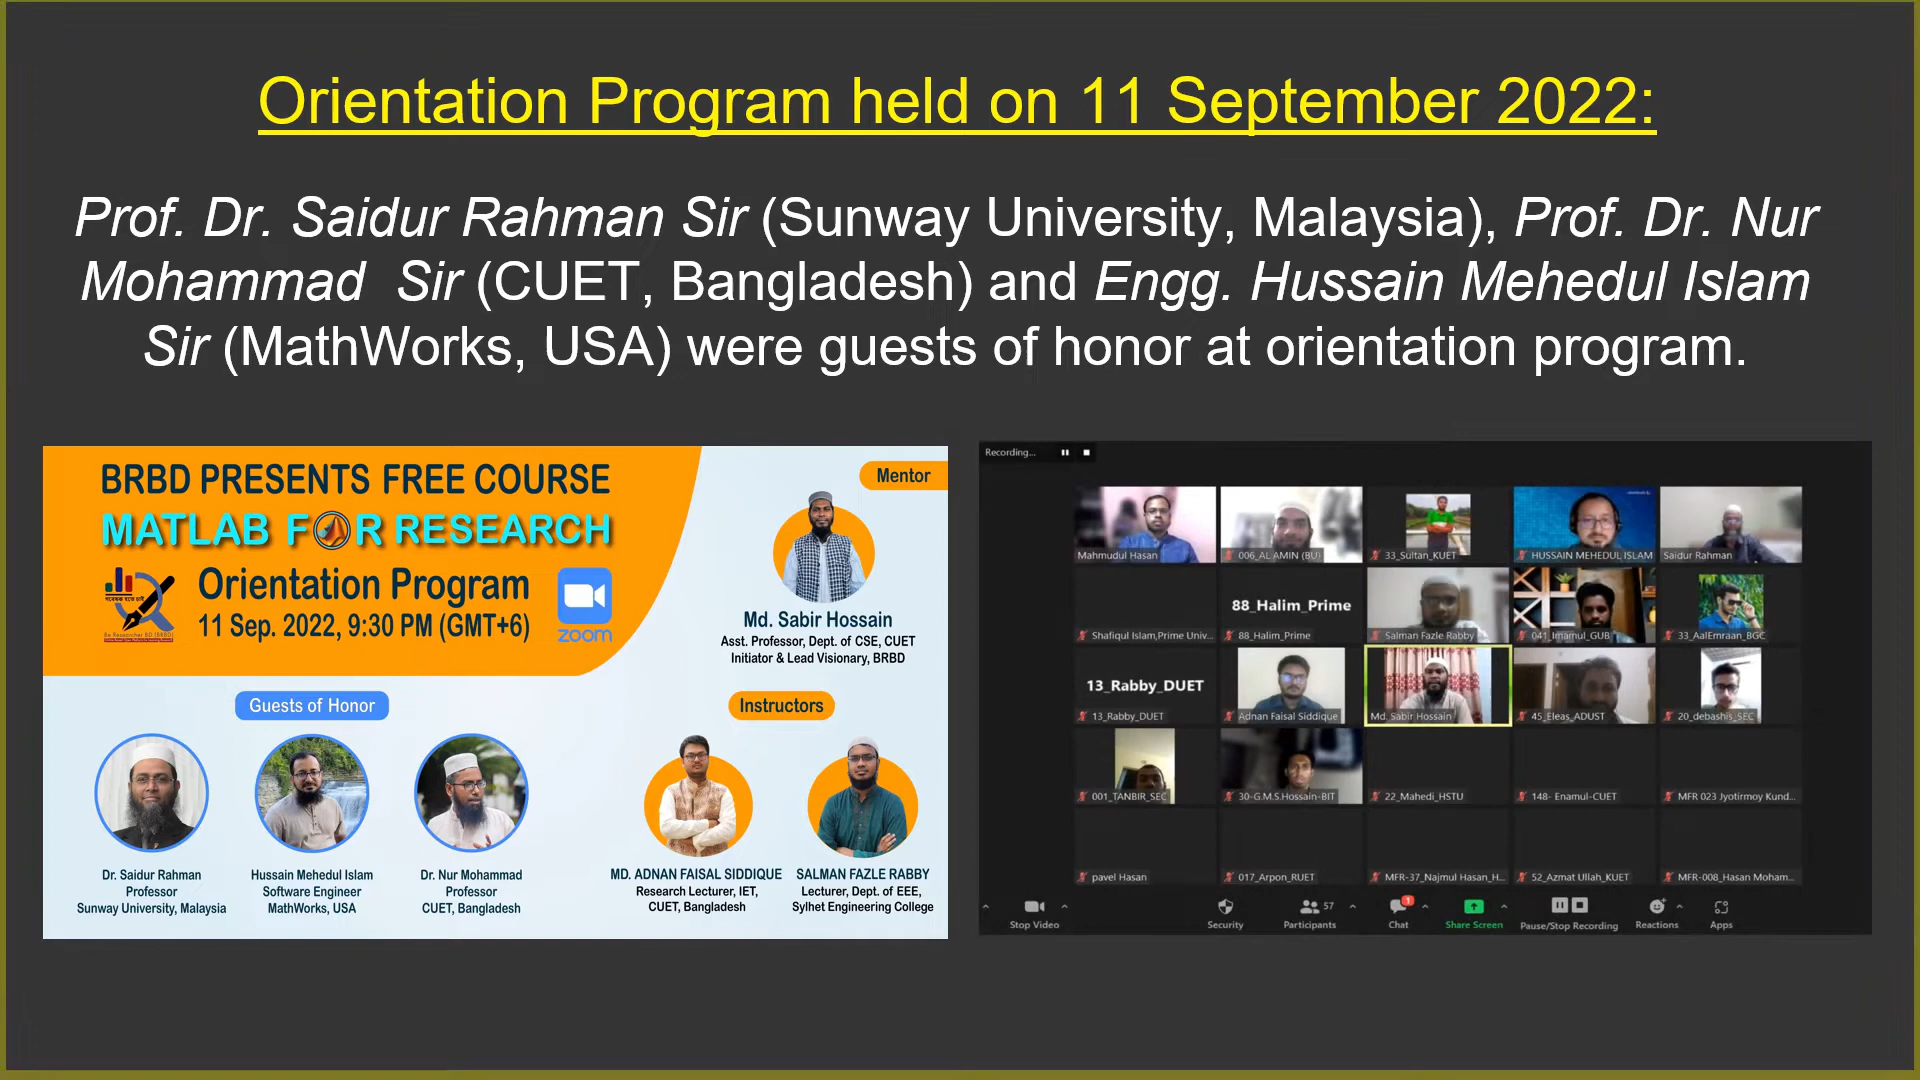 Orientation Program held on 11 September 2022:
Prof. Dr. Saidur Rahman Sir (Sunway University, Malaysia), Prof. Dr. Nur
Mohammad Sir (CUET, Bangladesh) and Engg. Hussain Mehedul Islam
Sir (MathWorks, USA) were guests of honor at orientation program.
BRBD PRESENTS FREE COURSE
MATLAB FOR RESEARCH
Orientation Program
11 Sep. 2022, 9:30 PM (GMT+6)
zoom
গবেষক হতে চাই
Be Researcher BD (BRBD)
Mentor
Md. Sabir Hossain
Asst. Professor, Dept. of CSE, CUET
Initiator & Lead Visionary, BRBD
Guests of Honor
Dr. Saidur Rahman
Professor
Sunway University, Malaysia
Hussain Mehedul Islam
Software Engineer
MathWorks, USA
Dr. Nur Mohammad
Professor
CUET, Bangladesh
Instructors
MD. ADNAN FAISAL SIDDIQUE
Research Lecturer, IET,
CUET, Bangladesh
SALMAN FAZLE RABBY
Lecturer, Dept. of EEE,
Sylhet Engineering College
Recording...
Mahmudul Hasan
006_AL AMIN (BU)
33_Sultan_KUET
HUSSAIN MEHEDUL ISLAM
Saidur Rahman
Shafiqul Islam,Prime Univ...
88_Halim_Prime
88_Halim_Prime
Salman Fazle Rabby
041_Imamul_GUB
33_AalEmraan_BGC
13_Rabby_DUET
13_Rabby_DUET
Adnan Faisal Siddique
Md. Sabir Hossain
45_Eleas_ADUST
20_debashis_SEC
001_TANBIR_SEC
30-G.M.S.Hossain-BIT
22_Mahedi_HSTU
148- Enamul-CUET
MFR 023 Jyotirmoy Kund...
pavel Hasan
017_Arpon_RUET
MFR-37_Najmul Hasan_H...
52_Azmat Ullah_KUET
MFR-008_Hasan Moham...
Stop Video
Security
57
Participants
1
Chat
Share Screen
Pause/Stop Recording
Reactions
Apps